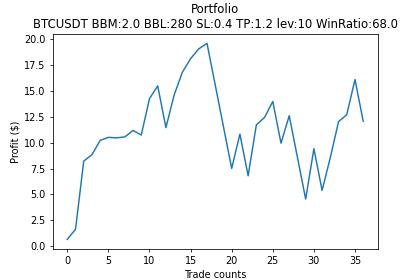 Portfolio
BTCUSDT BBM:2.0 BBL:280 SL:0.4 TP:1.2 lev:10 WinRatio:68.0
20.0
17.5
15.0
12.5
10.0
7.5
5.0
2.5
0.0
Profit ($)
0 5 10 15 20 25 30 35
Trade counts